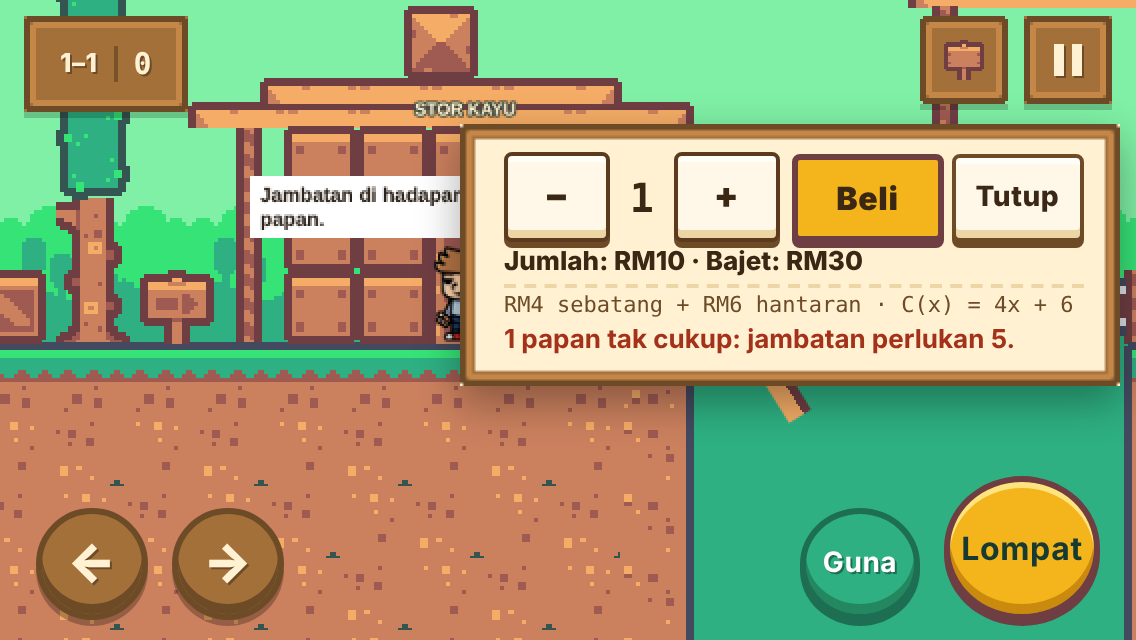 1–1 | 0
STOR KAYU
Jambatan di hadapan
papan.
− 1 + Beli Tutup
Jumlah: RM10 · Bajet: RM30
RM4 sebatang + RM6 hantaran · C(x) = 4x + 6
1 papan tak cukup: jambatan perlukan 5.
Guna
Lompat